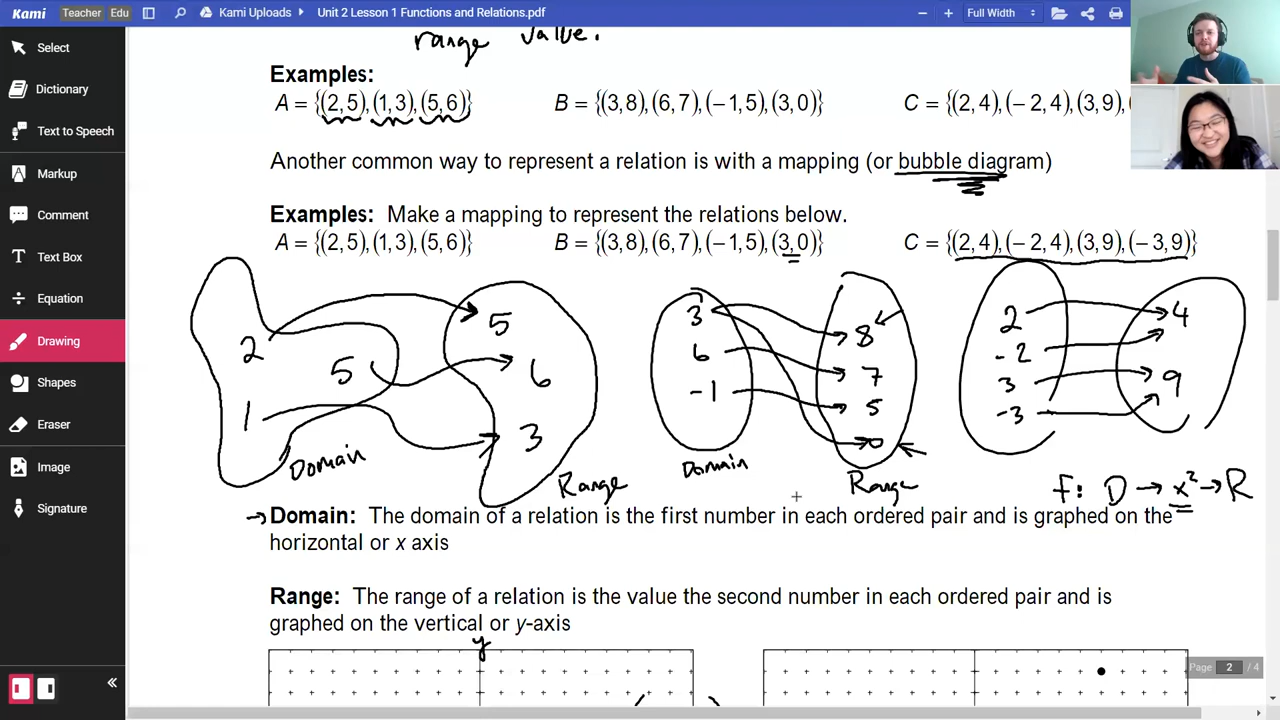 Kami Teacher Edu Kami Uploads > Unit 2 Lesson 1 Functions and Relations.pdf Full Width
Select
Dictionary
Text to Speech
Markup
Comment
Text Box
Equation
Drawing
Shapes
Eraser
Image
Signature
range value.
Examples:
A = {(2,5),(1,3),(5,6)} B = {(3,8),(6,7),(−1,5),(3,0)} C = {(2,4),(−2,4),(3,9),
Another common way to represent a relation is with a mapping (or bubble diagram)
Examples: Make a mapping to represent the relations below.
A = {(2,5),(1,3),(5,6)} B = {(3,8),(6,7),(−1,5),(3,0)} C = {(2,4),(−2,4),(3,9),(−3,9)}
2 5 1 5 6 3
Domain Range
3 6 -1 8 7 5 0
Domain Range
2 -2 3 -3 4 9
f: D → x² → R
→ Domain: The domain of a relation is the first number in each ordered pair and is graphed on the
horizontal or x axis
Range: The range of a relation is the value the second number in each ordered pair and is
graphed on the vertical or y-axis
y
Page 2 / 4